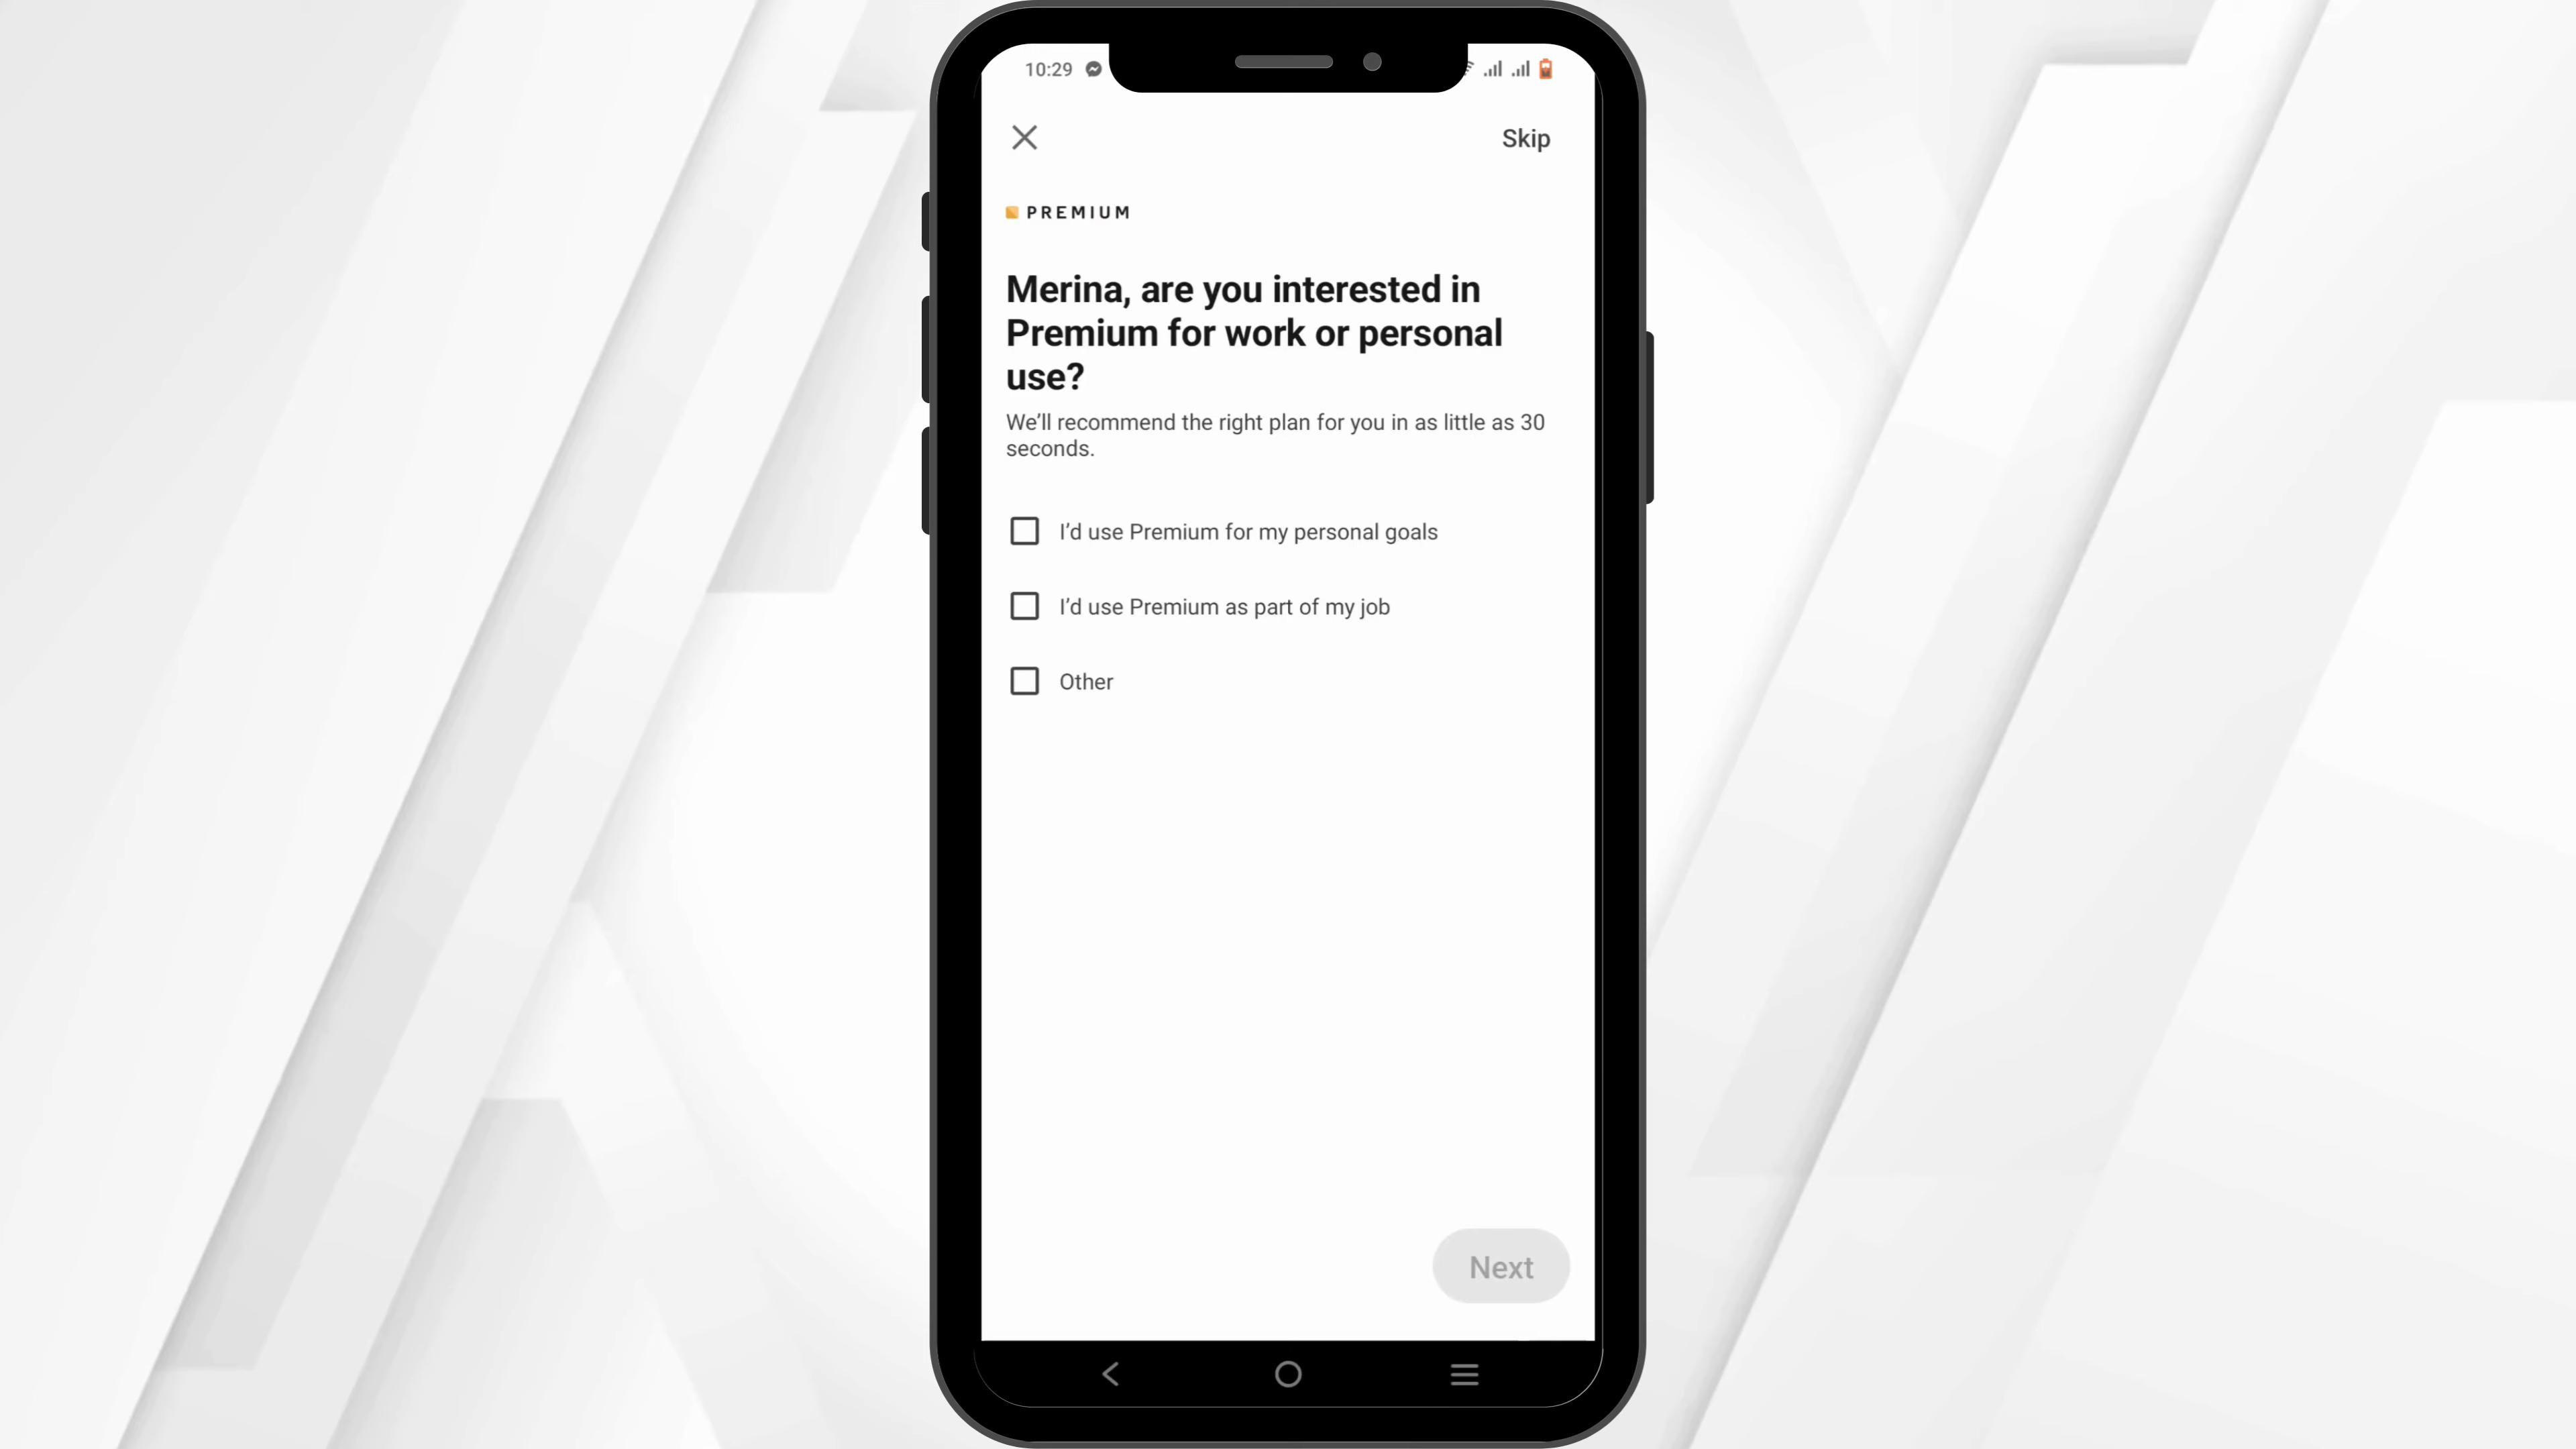 10:29
Skip
PREMIUM
Merina, are you interested in
Premium for work or personal
use?
We’ll recommend the right plan for you in as little as 30
seconds.
I’d use Premium for my personal goals
I’d use Premium as part of my job
Other
Next